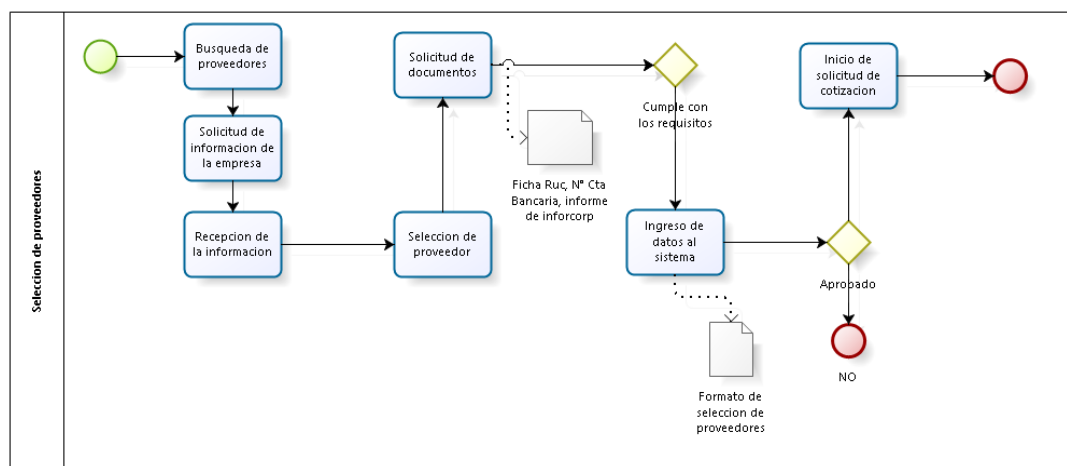 Seleccion de proveedores
Busqueda de
proveedores
Solicitud de
informacion de
la empresa
Recepcion de
la informacion
Seleccion de
proveedor
Solicitud de
documentos
Ficha Ruc, N° Cta
Bancaria, informe
de inforcorp
Cumple con
los requisitos
Ingreso de
datos al
sistema
Formato de
seleccion de
proveedores
Aprobado
Inicio de
solicitud de
cotizacion
NO